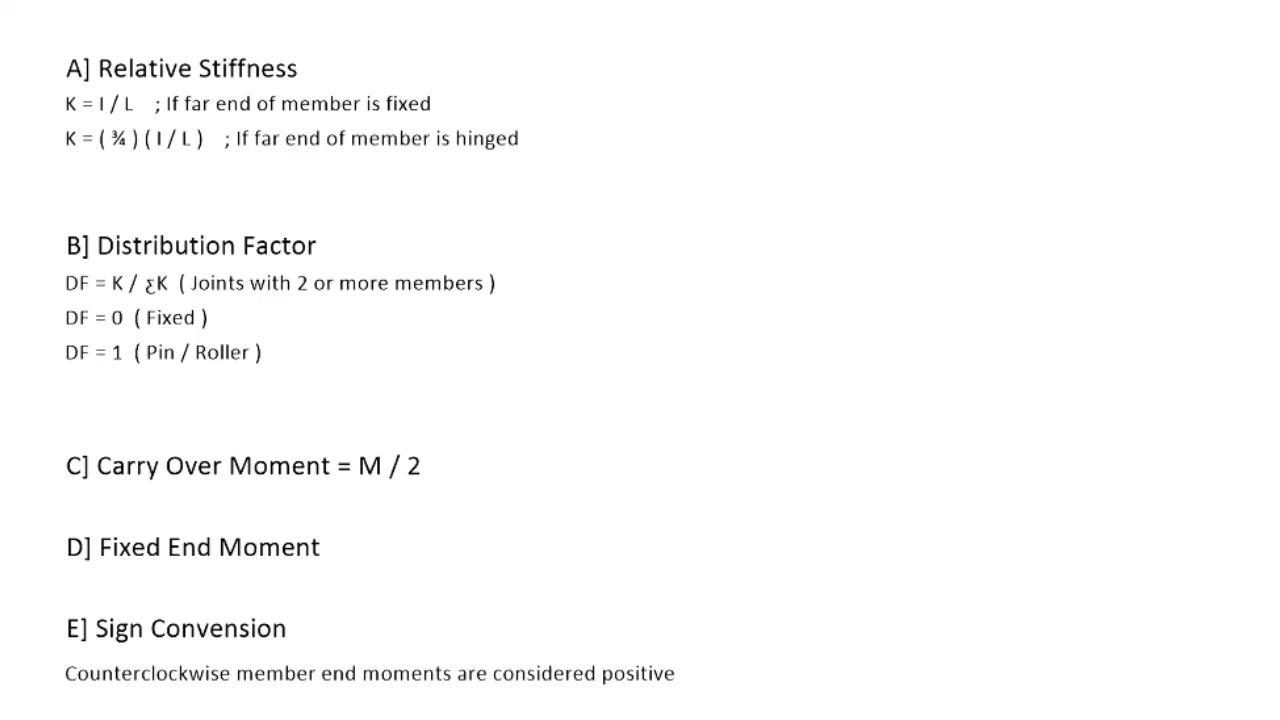 A] Relative Stiffness
K = I / L ; If far end of member is fixed
K = ( ¾ ) ( I / L ) ; If far end of member is hinged
B] Distribution Factor
DF = K / ƸK ( Joints with 2 or more members )
DF = 0 ( Fixed )
DF = 1 ( Pin / Roller )
C] Carry Over Moment = M / 2
D] Fixed End Moment
E] Sign Convension
Counterclockwise member end moments are considered positive